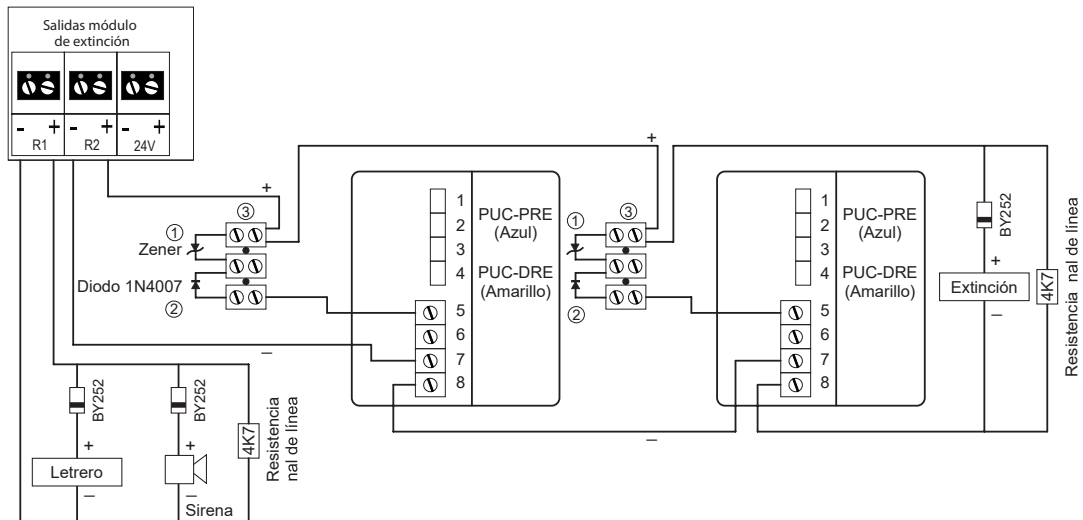 Salidas módulo
de extinción
- + - +
R1 R2 24V
+
①
Zener
③
Diodo 1N4007
②
–
1
2
3
4
5
6
7
8
PUC-PRE
(Azul)
PUC-DRE
(Amarillo)
+
①
③
②
–
1
2
3
4
5
6
7
8
PUC-PRE
(Azul)
PUC-DRE
(Amarillo)
BY252
+
Extinción
–
4K7
Resistencia nal de línea
BY252
+
Letrero
–
BY252
+
–
Sirena
4K7
Resistencia
nal de línea